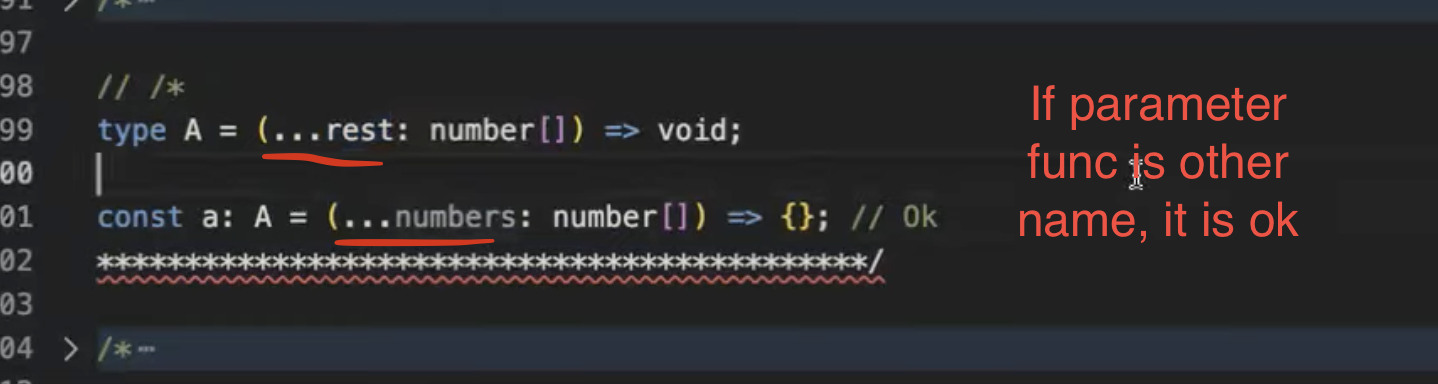 91 > /*⋯
97
98 // /*
99 type A = (...rest: number[]) => void;
00
01 const a: A = (...numbers: number[]) => {}; // Ok
02 *******************************************/
03
04 > /*⋯
If parameter
func is other
name, it is ok